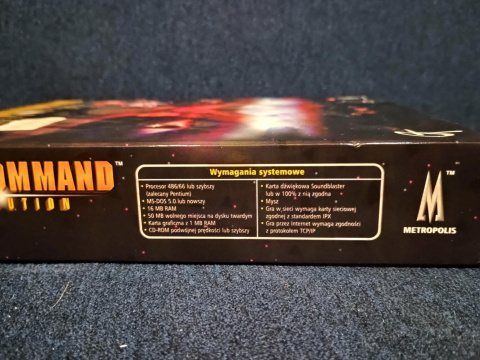 OMMAND™
ATION
Wymagania systemowe
• Procesor 486/66 lub szybszy
(zalecany Pentium)
• MS-DOS 5.0 lub nowszy
• 16 MB RAM
• 50 MB wolnego miejsca na dysku twardym
• Karta graficzna z 1 MB RAM
• CD-ROM podwójnej prędkości lub szybszy
• Karta dźwiękowa Soundblaster
lub w 100% z nią zgodna
• Mysz
• Gra w sieci wymaga karty sieciowej
zgodnej z standardem IPX
• Gra przez Internet wymaga zgodności
z protokołem TCP/IP
M™
METROPOLIS